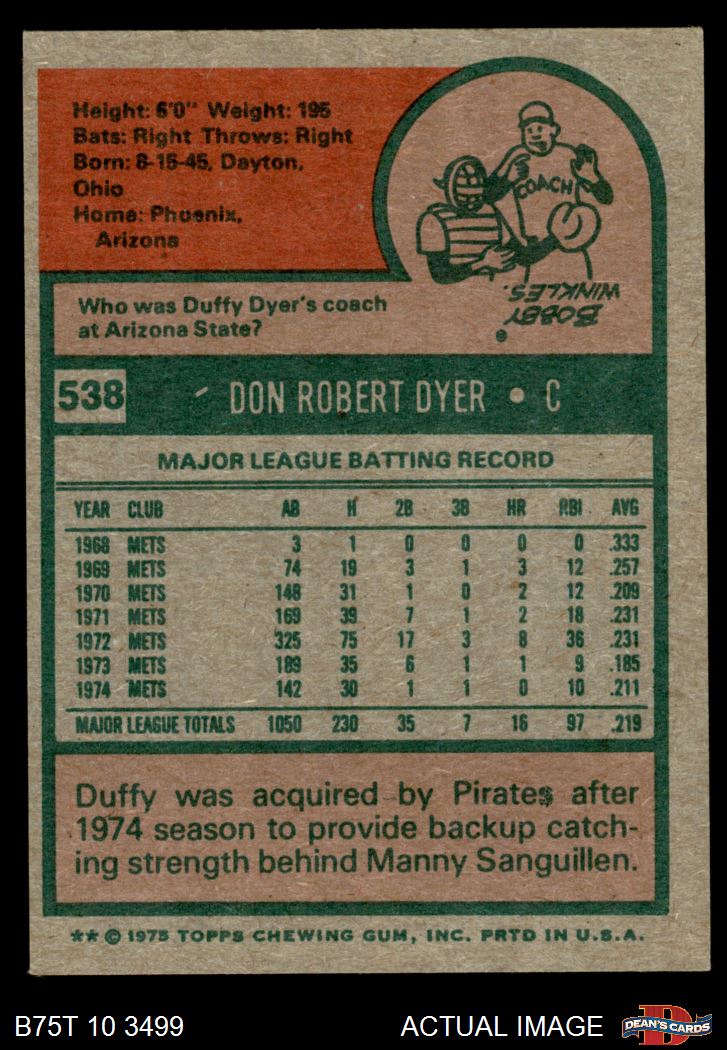 Height: 6'0" Weight: 195
Bats: Right Throws: Right
Born: 8-15-45, Dayton,
Ohio
Home: Phoenix,
Arizona
COACH
BOBBY
WINKLES.
Who was Duffy Dyer's coach
at Arizona State?
538 DON ROBERT DYER • C
MAJOR LEAGUE BATTING RECORD
YEAR CLUB AB H 2B 3B HR RBI AVG
1968 METS 3 1 0 0 0 0 .333
1969 METS 74 19 3 1 3 12 .257
1970 METS 148 31 1 0 2 12 .209
1971 METS 169 39 7 1 2 18 .231
1972 METS 325 75 17 3 8 36 .231
1973 METS 189 35 6 1 1 9 .185
1974 METS 142 30 1 1 0 10 .211
MAJOR LEAGUE TOTALS 1050 230 35 7 16 97 .219
Duffy was acquired by Pirates after
1974 season to provide backup catch-
ing strength behind Manny Sanguillen.
** © 1975 TOPPS CHEWING GUM, INC. PRTD IN U.S.A.
B75T 10 3499 ACTUAL IMAGE
D
DEAN'S CARDS